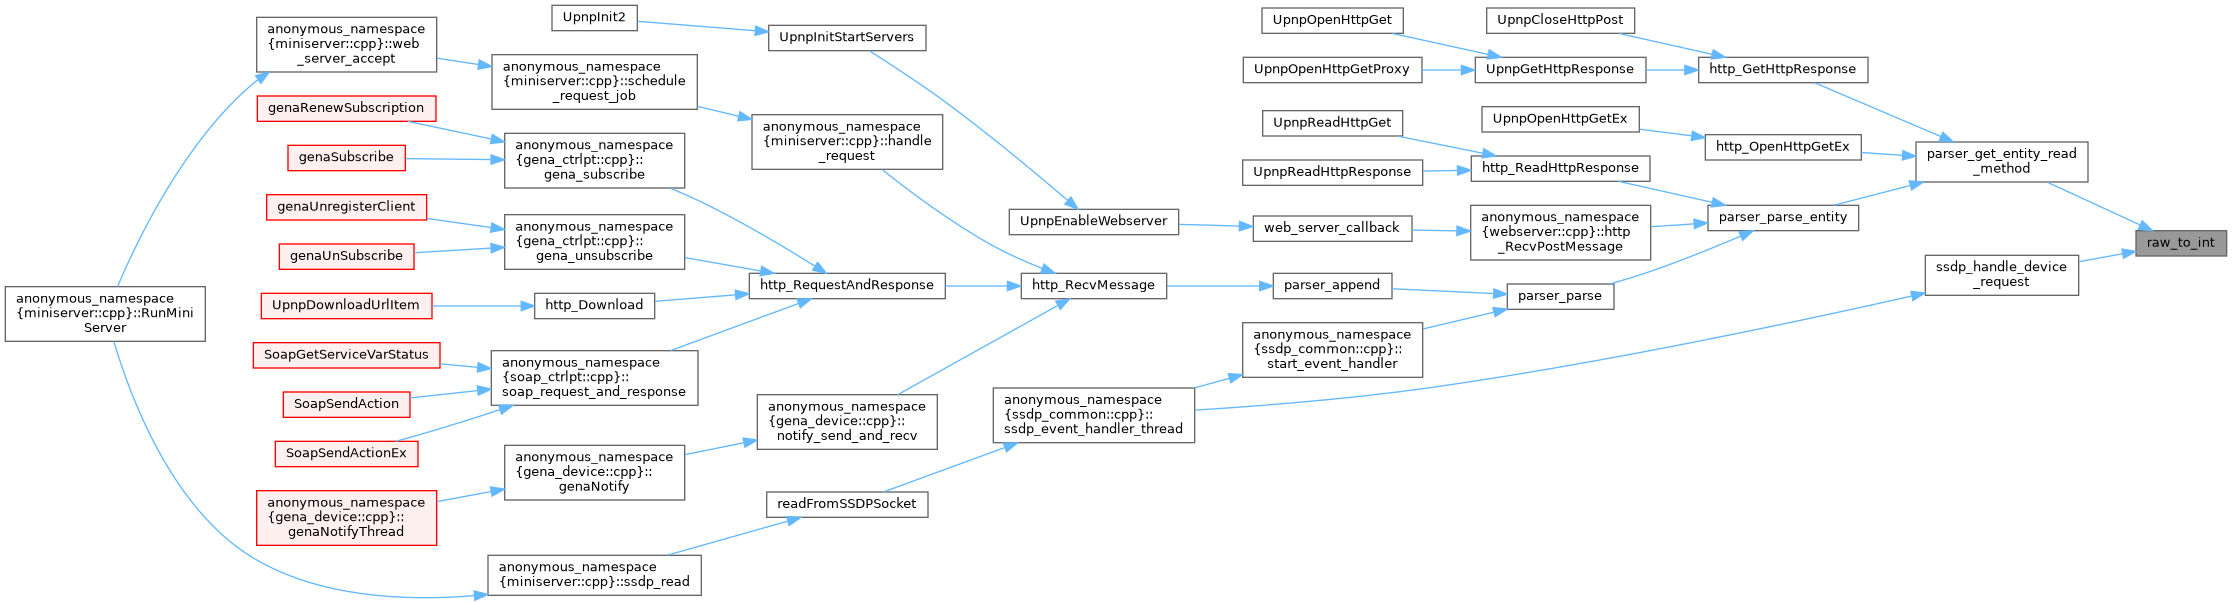 anonymous_namespace
{miniserver::cpp}::RunMini
Server
anonymous_namespace
{miniserver::cpp}::web
_server_accept
genaRenewSubscription
genaSubscribe
genaUnregisterClient
genaUnSubscribe
UpnpDownloadUrlItem
SoapGetServiceVarStatus
SoapSendAction
SoapSendActionEx
anonymous_namespace
{gena_device::cpp}::
genaNotifyThread
UpnpInit2
anonymous_namespace
{miniserver::cpp}::schedule
_request_job
anonymous_namespace
{gena_ctrlpt::cpp}::
gena_subscribe
anonymous_namespace
{gena_ctrlpt::cpp}::
gena_unsubscribe
http_Download
anonymous_namespace
{soap_ctrlpt::cpp}::
soap_request_and_response
anonymous_namespace
{gena_device::cpp}::
genaNotify
anonymous_namespace
{miniserver::cpp}::ssdp_read
UpnpInitStartServers
anonymous_namespace
{miniserver::cpp}::handle
_request
http_RequestAndResponse
anonymous_namespace
{gena_device::cpp}::
notify_send_and_recv
readFromSSDPSocket
UpnpEnableWebserver
http_RecvMessage
anonymous_namespace
{ssdp_common::cpp}::
ssdp_event_handler_thread
UpnpOpenHttpGet
UpnpOpenHttpGetProxy
UpnpReadHttpGet
UpnpReadHttpResponse
web_server_callback
parser_append
anonymous_namespace
{ssdp_common::cpp}::
start_event_handler
UpnpCloseHttpPost
UpnpGetHttpResponse
UpnpOpenHttpGetEx
http_ReadHttpResponse
anonymous_namespace
{webserver::cpp}::http
_RecvPostMessage
parser_parse
http_GetHttpResponse
http_OpenHttpGetEx
parser_parse_entity
parser_get_entity_read
_method
ssdp_handle_device
_request
raw_to_int